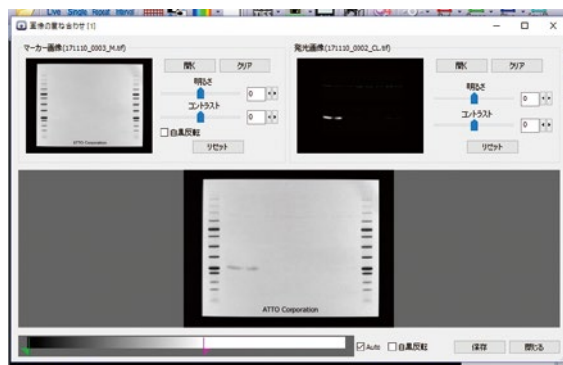 Live Single Repeat Interval
画像の重ね合わせ [1]
マーカー画像(171110_0003_M.tif)
開く クリア
明るさ
0
コントラスト
0
白黒反転
リセット
ATTO Corporation
発光画像(171110_0002_CL.tif)
開く クリア
明るさ
0
コントラスト
0
リセット
ATTO Corporation
Auto 白黒反転 保存 閉じる